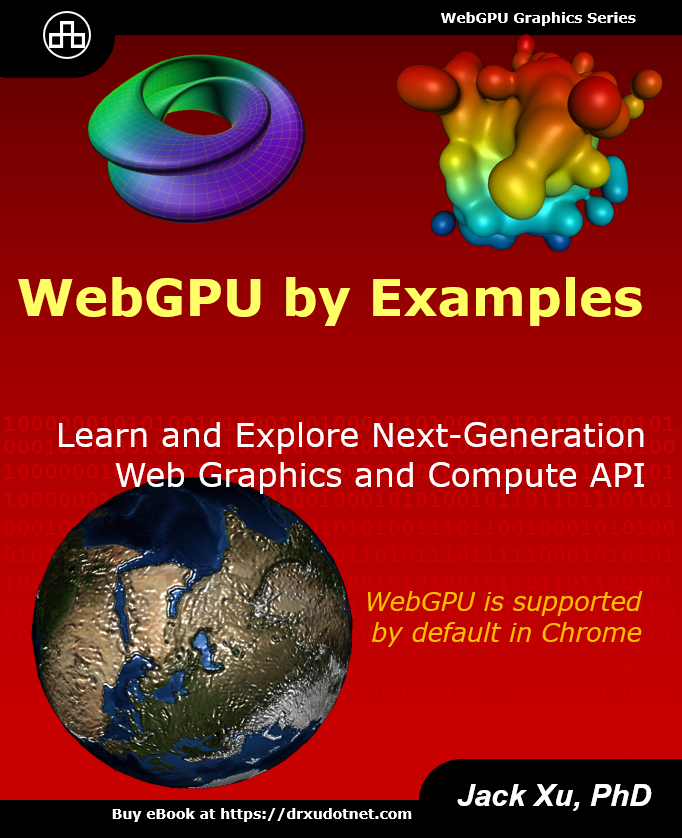 WebGPU Graphics Series
WebGPU by Examples
Learn and Explore Next-Generation
Web Graphics and Compute API
WebGPU is supported
by default in Chrome
Jack Xu, PhD
Buy eBook at https://drxudotnet.com